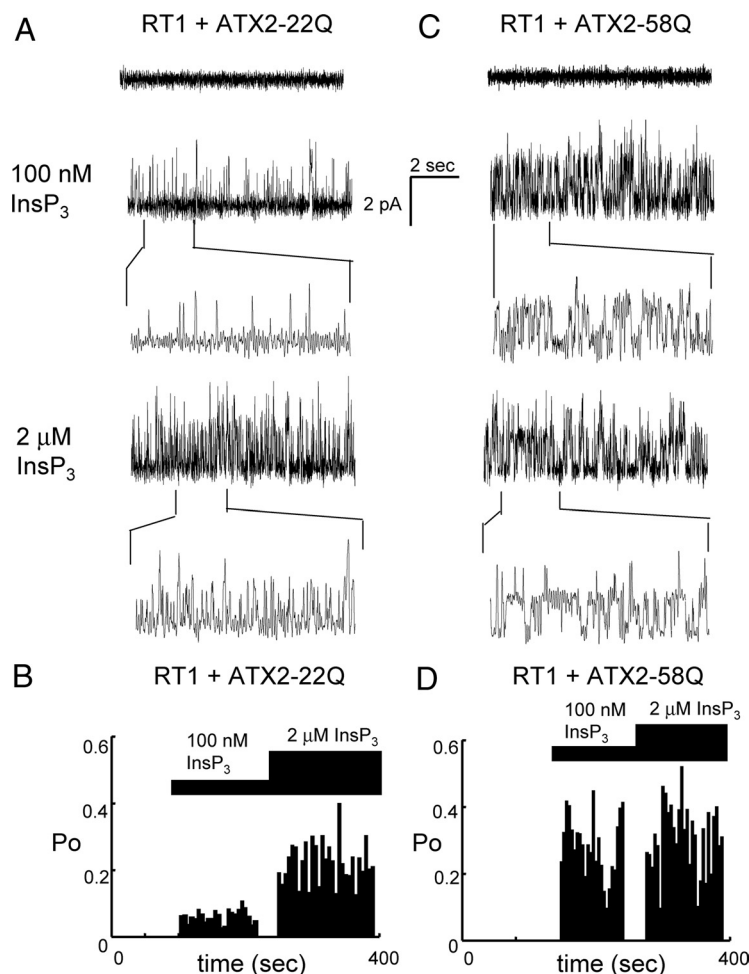 A
RT1 + ATX2-22Q
C
RT1 + ATX2-58Q
100 nM
InsP3
2 sec
2 pA
2 μM
InsP3
B
RT1 + ATX2-22Q
D
RT1 + ATX2-58Q
0.6
100 nM
InsP3
2 μM InsP3
0.4
Po
0.2
0
0
time (sec)
400
0.6
100 nM
InsP3
2 μM InsP3
0.4
Po
0.2
0
0
time (sec)
400